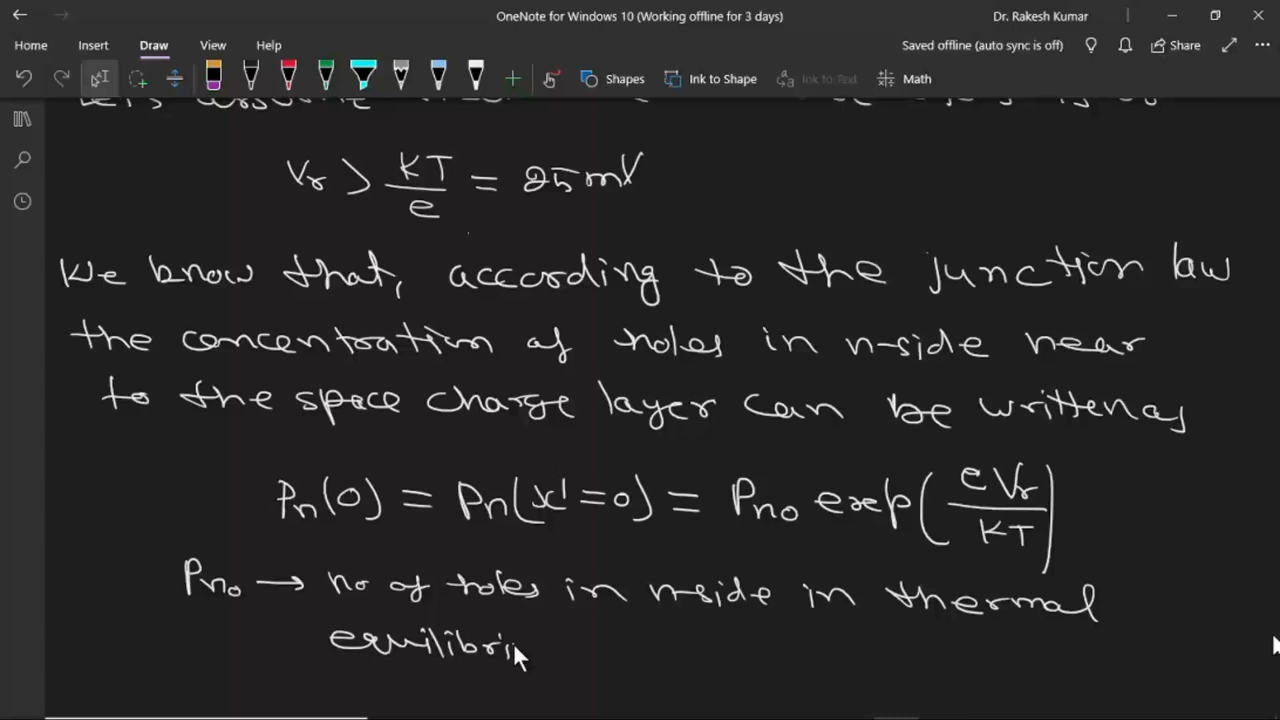 OneNote for Windows 10 (Working offline for 3 days)
Dr. Rakesh Kumar
Home Insert Draw View Help
Saved offline (auto sync is off)
Share
Shapes
Ink to Shape
Ink to Text
Math
Vr > KT/e = 25mV
We know that, according to the junction law
the concentration of holes in n-side near
to the space charge layer can be written as
Pn(0) = Pn(x'=0) = Pno exp(eVr/KT)
Pno → no of holes in n-side in thermal
equilibri